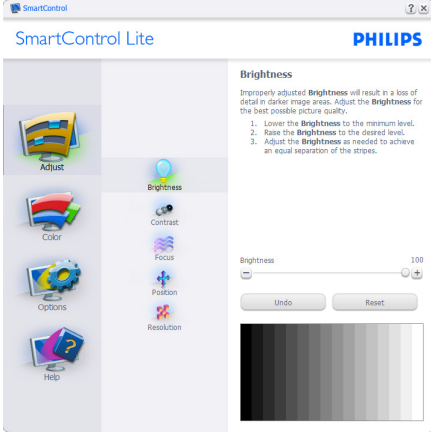 SmartControl
SmartControl Lite
PHILIPS
Adjust
Color
Options
Help
Brightness
Contrast
Focus
Position
Resolution
Brightness
Improperly adjusted Brightness will result in a loss of
detail in darker image areas. Adjust the Brightness for
the best possible picture quality.
1. Lower the Brightness to the minimum level.
2. Raise the Brightness to the desired level.
3. Adjust the Brightness as needed to achieve
an equal separation of the stripes.
Brightness 100
Undo Reset